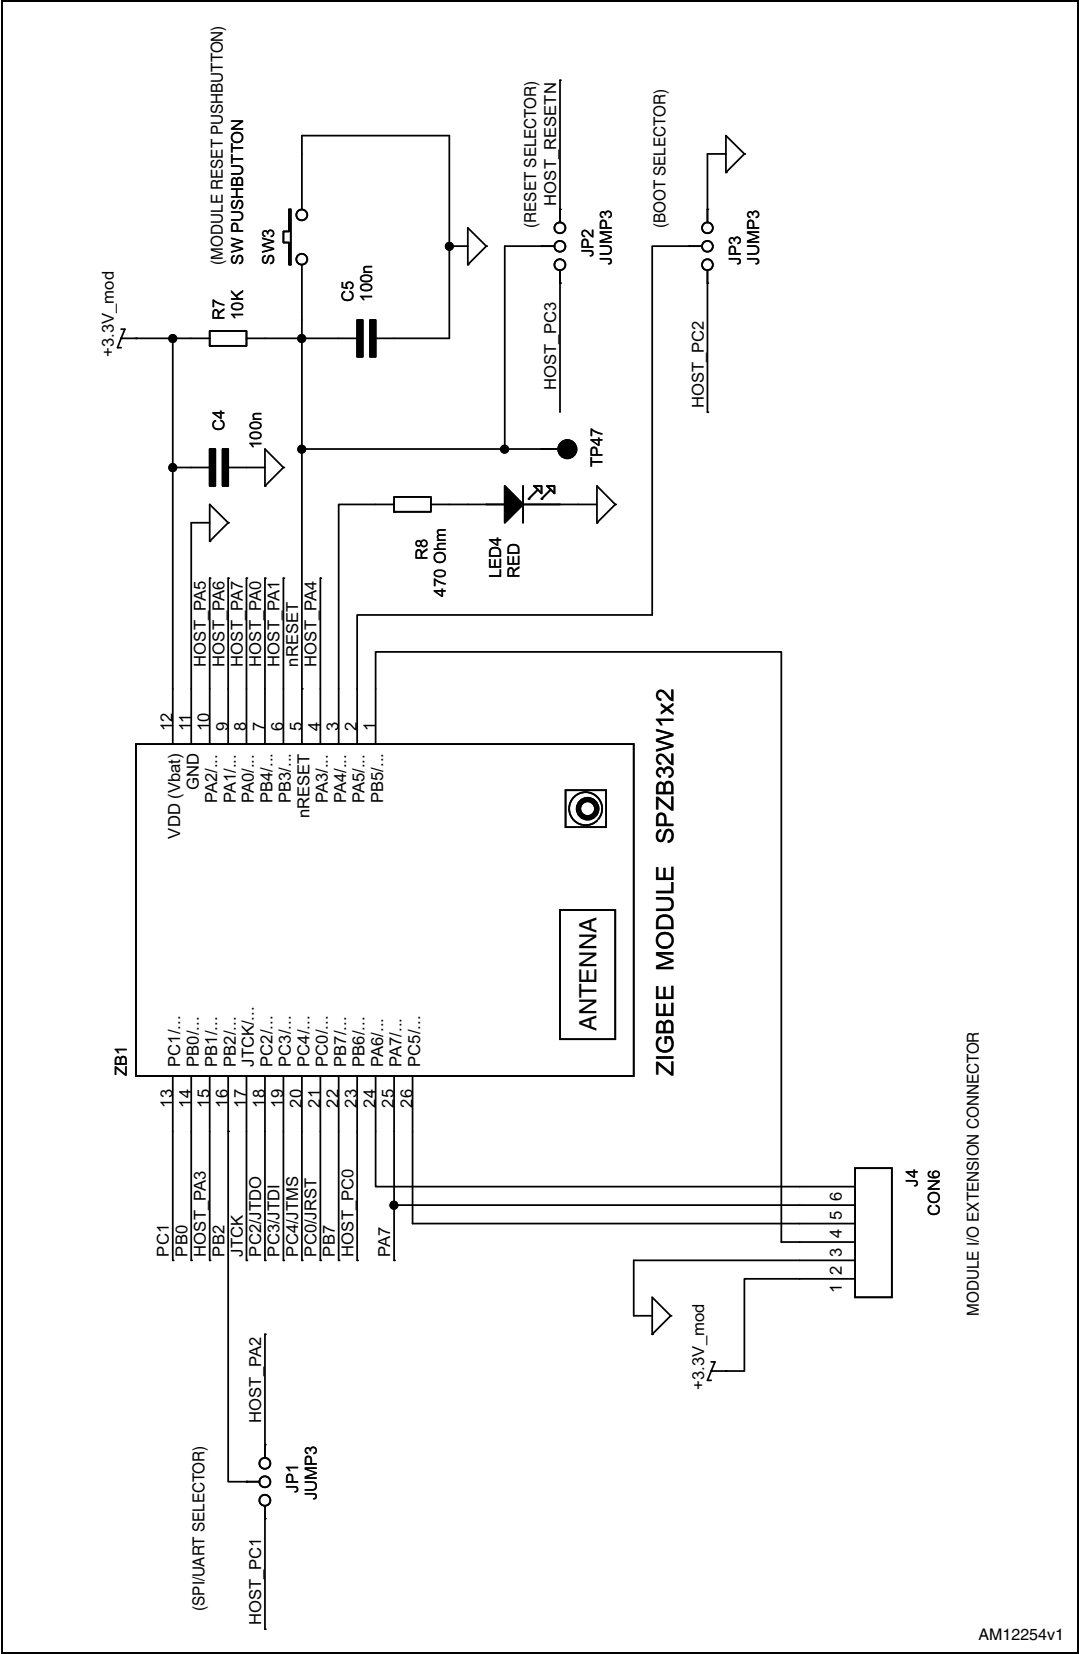 (MODULE RESET PUSHBUTTON)
SW PUSHBUTTON
SW3
+3.3V_mod
R7
10K
C5
100n
C4
100n
(RESET SELECTOR)
HOST_RESETN
JP2
JUMP3
HOST_PC3
(BOOT SELECTOR)
JP3
JUMP3
HOST_PC2
TP47
R8
470 Ohm
LED4
RED
HOST_PA5
HOST_PA6
HOST_PA7
HOST_PA0
HOST_PA1
nRESET
HOST_PA4
12
11
10
9
8
7
6
5
4
3
2
1
VDD (Vbat)
GND
PA2/...
PA1/...
PA0/...
PB4/...
PB3/...
nRESET
PA3/...
PA4/...
PA5/...
PB5/...
ANTENNA
ZIGBEE MODULE SPZB32W1x2
ZB1
PC1/...
PB0/...
PB1/...
PB2/...
JTCK/...
PC2/...
PC3/...
PC4/...
PC0/...
PB7/...
PB6/...
PA6/...
PA7/...
PC5/...
13
14
15
16
17
18
19
20
21
22
23
24
25
26
PC1
PB0
HOST_PA3
PB2
JTCK
PC2/JTDO
PC3/JTDI
PC4/JTMS
PC0/JRST
PB7
HOST_PC0
PA7
6
5
4
3
2
1
J4
CON6
MODULE I/O EXTENSION CONNECTOR
+3.3V_mod
(SPI/UART SELECTOR)
HOST_PA2
JP1
JUMP3
HOST_PC1
AM12254v1